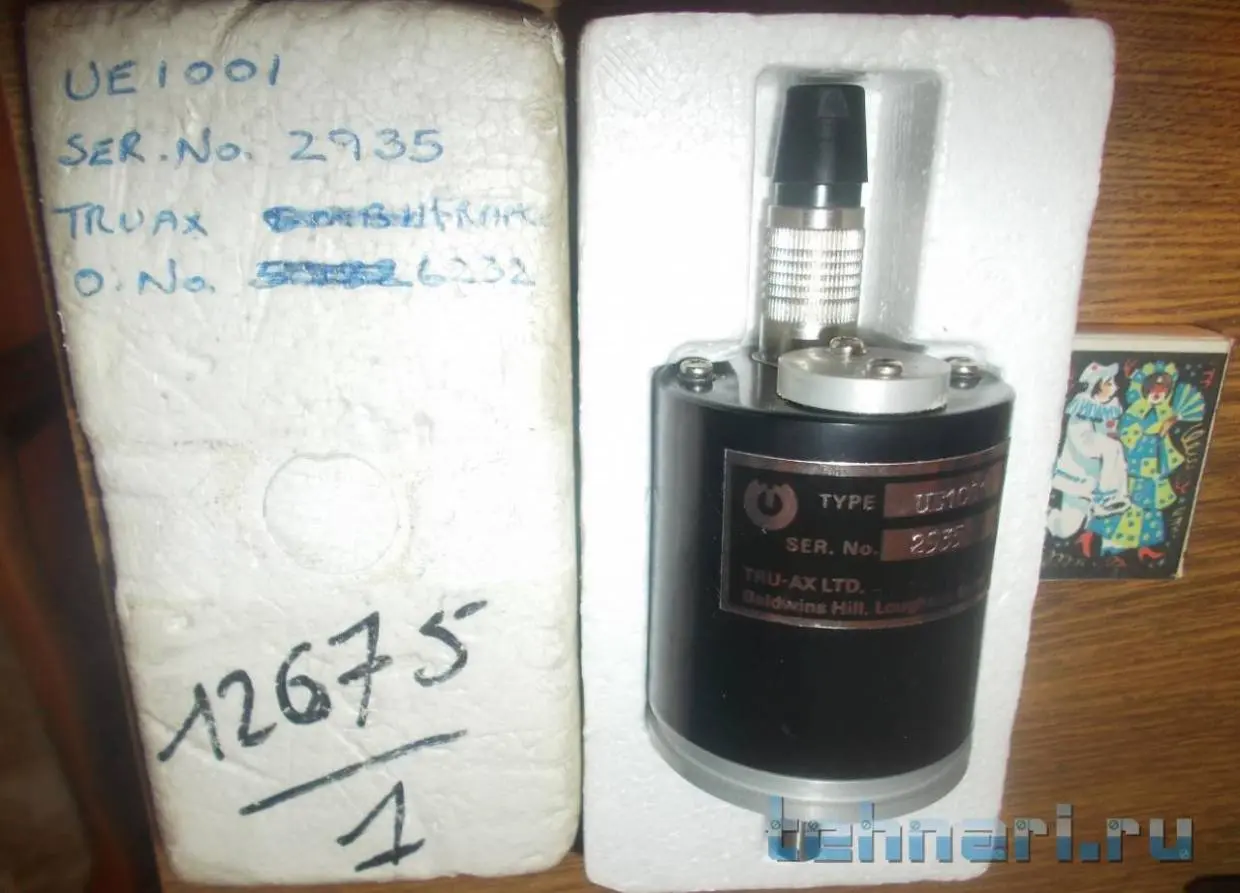 UE1001
SER. No. 2935
TRUAX
O. No. 6232
12675
1
TYPE
SER. No. 2935
TRU-AX LTD.
Baldwins Hill,
tehnari.ru